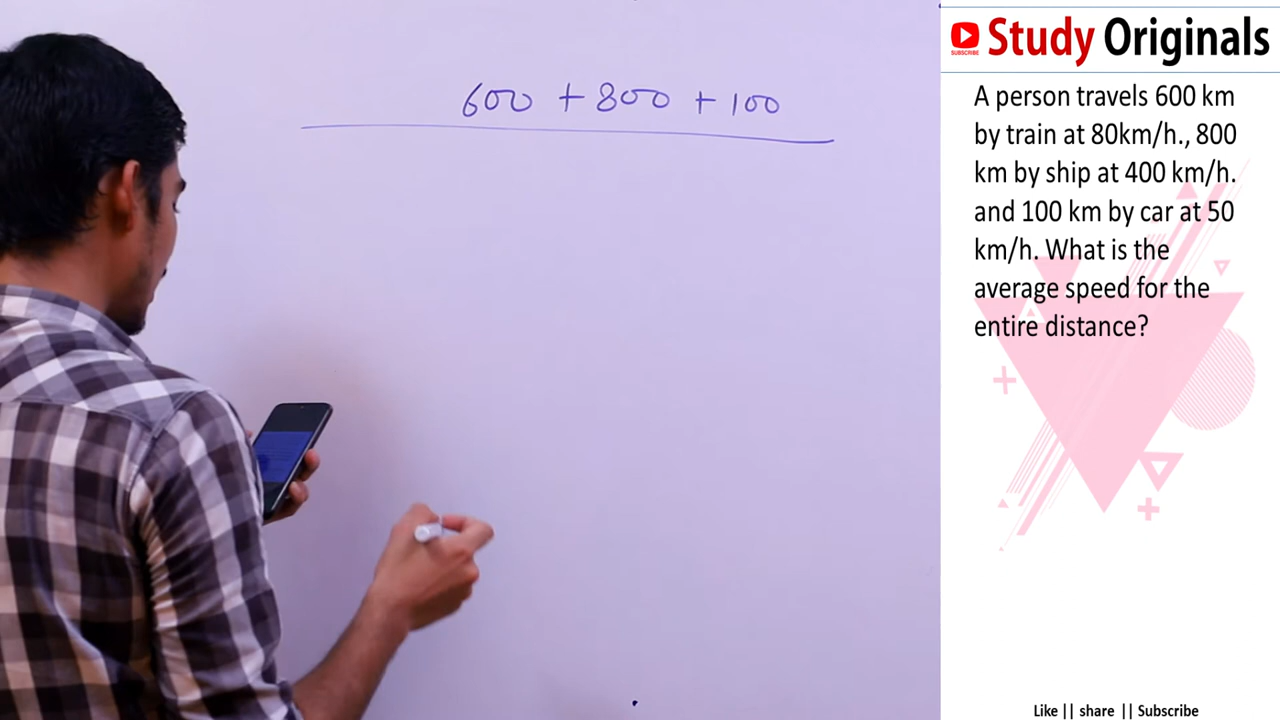 600 + 800 + 100
SUBSCRIBE
Study Originals
A person travels 600 km
by train at 80km/h., 800
km by ship at 400 km/h.
and 100 km by car at 50
km/h. What is the
average speed for the
entire distance?
Like || share || Subscribe